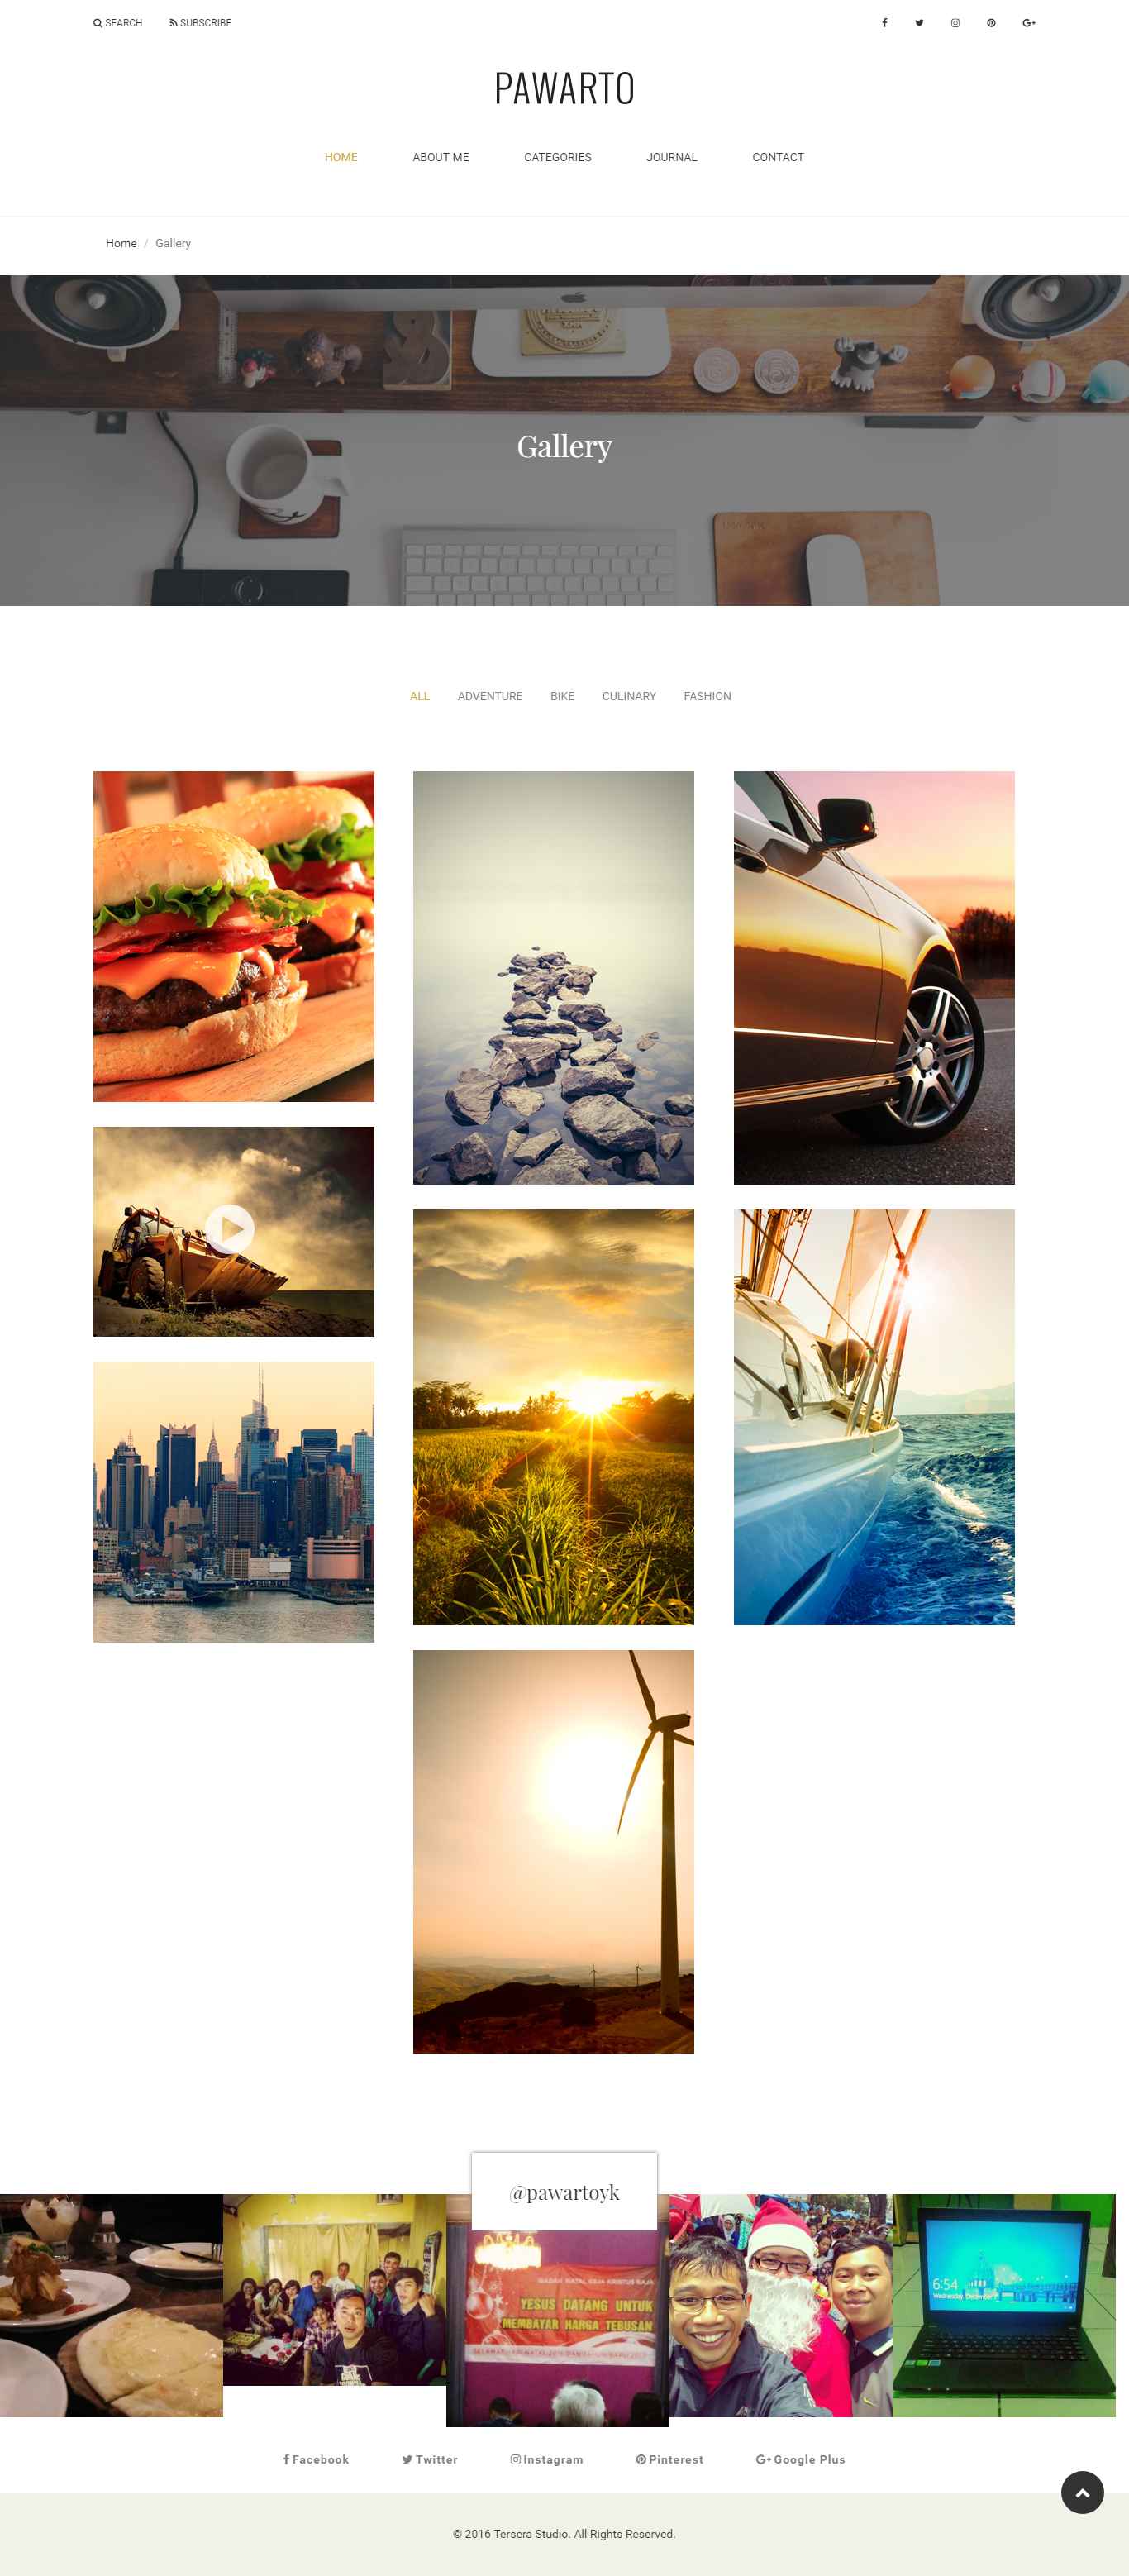 SEARCH SUBSCRIBE
PAWARTO
HOME ABOUT ME CATEGORIES JOURNAL CONTACT
Home / Gallery
Gallery
ALL ADVENTURE BIKE CULINARY FASHION
@pawartoyk
YESUS DATANG UNTUK
MEMBAYAR HARGA TEBUSAN
6:54
Facebook Twitter Instagram Pinterest G+ Google Plus
© 2016 Tersera Studio. All Rights Reserved.